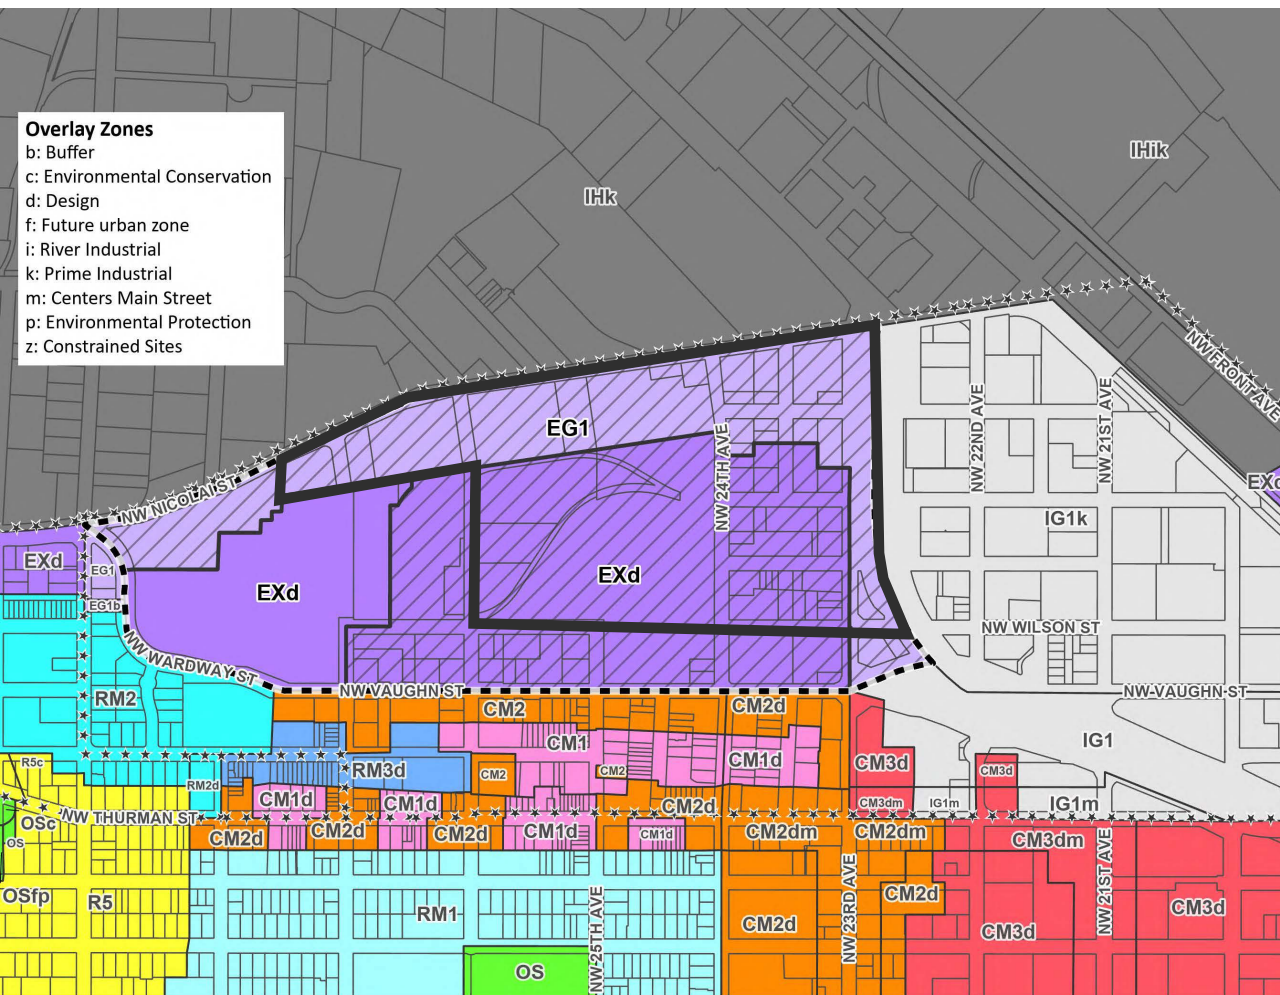 IHik
Overlay Zones
b: Buffer
c: Environmental Conservation
d: Design
f: Future urban zone
i: River Industrial
k: Prime Industrial
m: Centers Main Street
p: Environmental Protection
z: Constrained Sites
IHk
NW FRONT AVE
EG1
NW 24TH AVE
NW 22ND AVE
NW 21ST AVE
EXd
NW NICOLAI ST
IG1k
EXd
EG1
EXd
EXd
EG1b
NW WILSON ST
NW WARDWAY ST
NW VAUGHN ST
NW VAUGHN ST
RM2
CM2
CM2d
CM1
IG1
R5c
RM3d
CM2
CM2
CM1d
CM3d
CM3d
RM2d
CM1d
CM1d
CM2d
CM3dm
IG1m
IG1m
OSc
NW THURMAN ST
OS
CM2d
CM2d
CM2d
CM1d
CM1d
CM2dm
CM2dm
CM3dm
NW 21ST AVE
OSfp
R5
RM1
NW 25TH AVE
CM2d
NW 23RD AVE
CM2d
CM3d
CM3d
OS